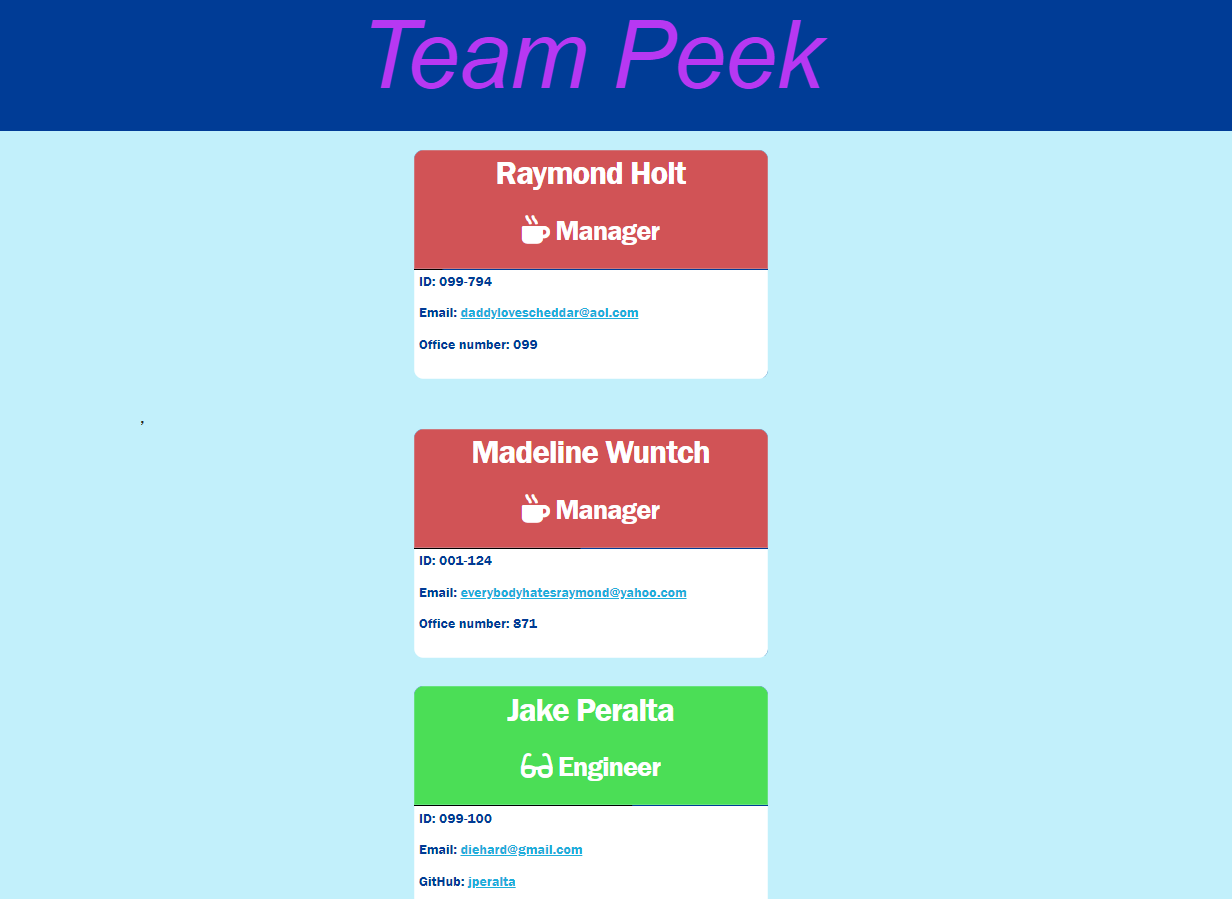 Team Peek
Raymond Holt
Manager
ID: 099-794
Email: daddylovescheddar@aol.com
Office number: 099
,
Madeline Wuntch
Manager
ID: 001-124
Email: everybodyhatesraymond@yahoo.com
Office number: 871
Jake Peralta
Engineer
ID: 099-100
Email: diehard@gmail.com
GitHub: jperalta